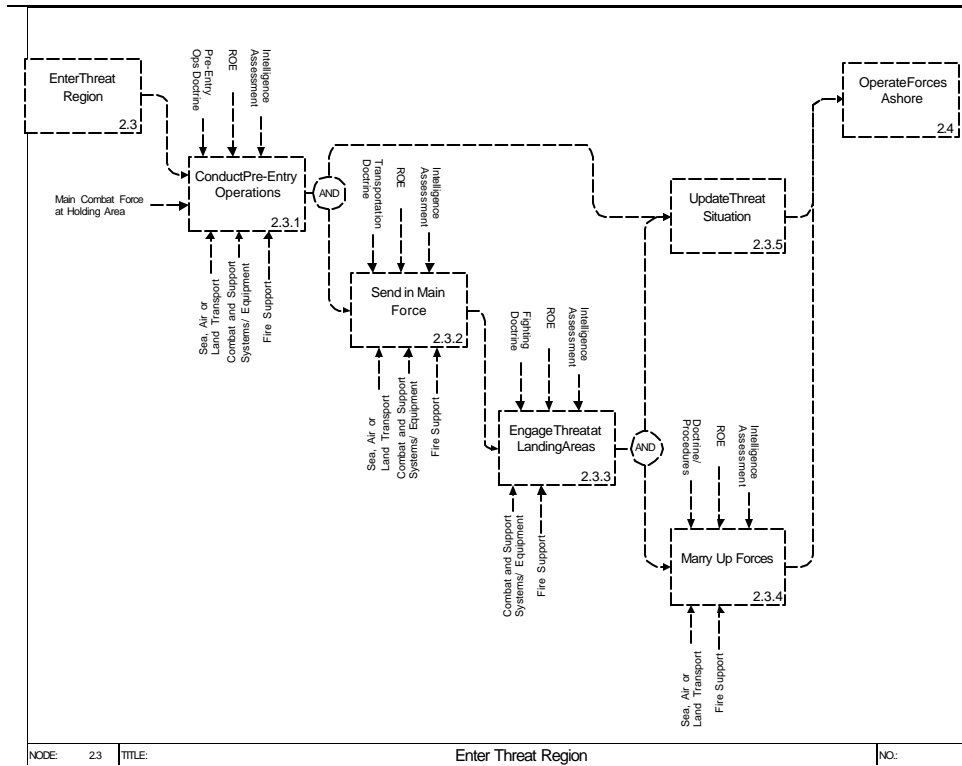 EnterThreat
Region
2.3
Pre-Entry
Ops Doctrine
ROE
Intelligence
Assessment
OperateForces
Ashore
2.4
Main Combat Force
at Holding Area
ConductPre-Entry
Operations
2.3.1
AND
Sea, Air or
Land Transport
Combat and Support
Systems/ Equipment
Fire Support
Transportation
Doctrine
ROE
Intelligence
Assessment
UpdateThreat
Situation
2.3.5
Send in Main
Force
2.3.2
Sea, Air or
Land Transport
Combat and Support
Systems/ Equipment
Fire Support
Fighting
Doctrine
ROE
Intelligence
Assessment
EngageThreatat
LandingAreas
2.3.3
AND
Combat and Support
Systems/ Equipment
Fire Support
Doctrine/
Procedures
ROE
Intelligence
Assessment
Marry Up Forces
2.3.4
Sea, Air or
Land Transport
Fire Support
NODE: 2.3 TITLE: Enter Threat Region NO.: